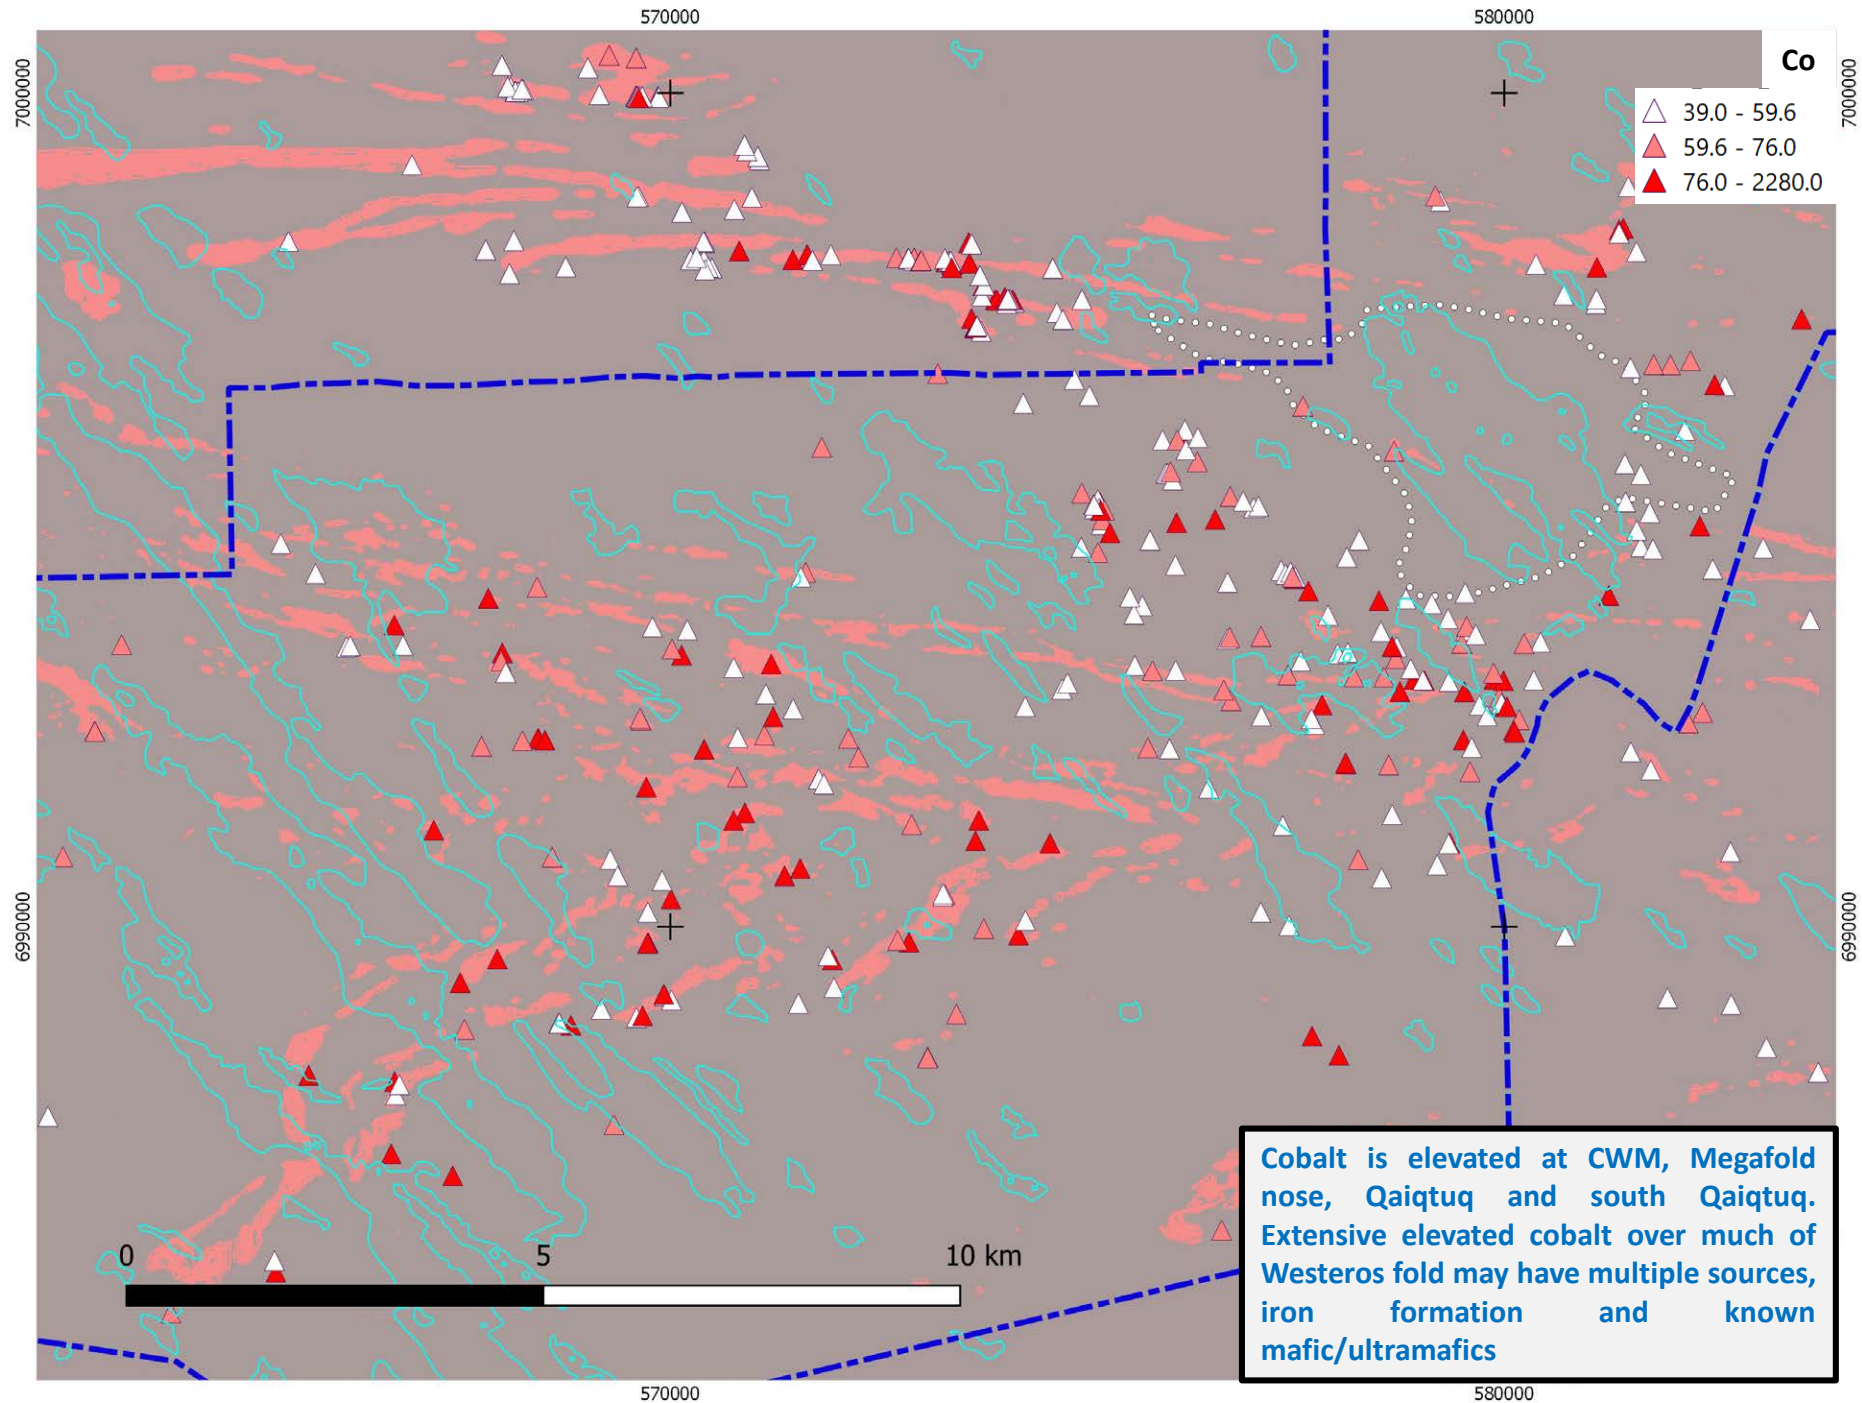 570000
580000
7000000
7000000
Co
39.0 - 59.6
59.6 - 76.0
76.0 - 2280.0
6990000
6990000
Cobalt is elevated at CWM, Megafold
nose, Qaiqtuq and south Qaiqtuq.
Extensive elevated cobalt over much of
Westeros fold may have multiple sources,
iron formation and known
mafic/ultramafics
0
5
10 km
570000
580000